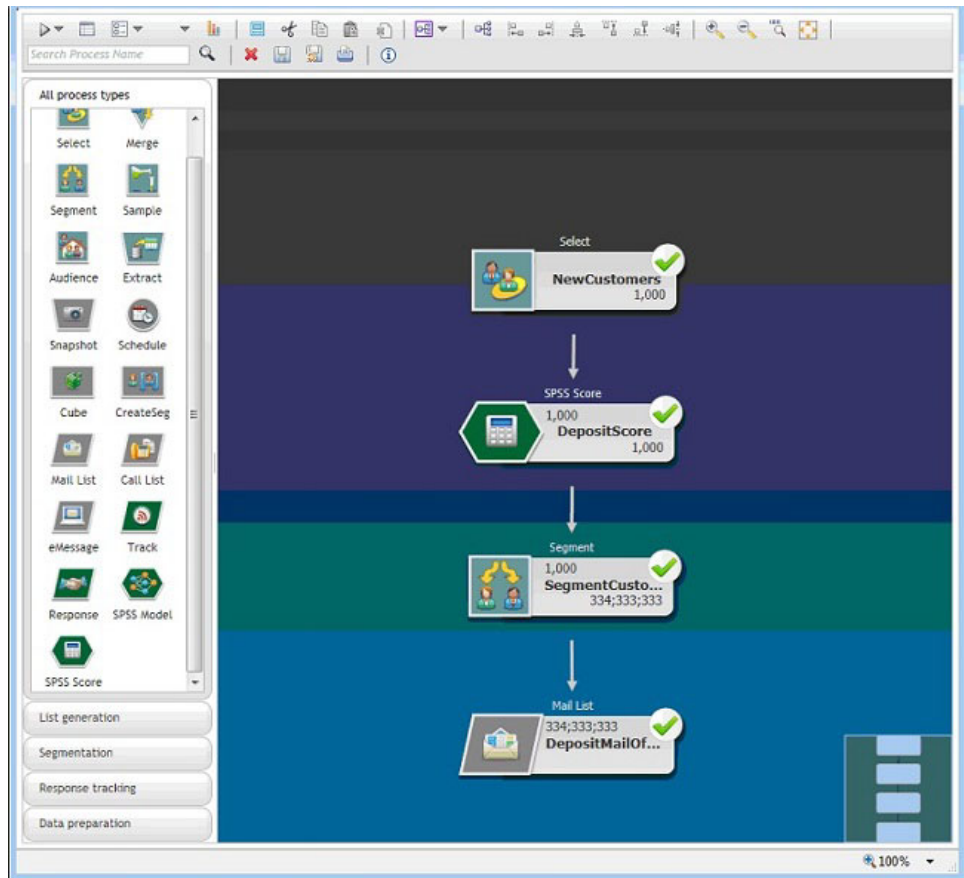 Search Process Name
All process types
Select Merge
Segment Sample
Audience Extract
Snapshot Schedule
Cube CreateSeg
Mail List Call List
eMessage Track
Response SPSS Model
SPSS Score
List generation
Segmentation
Response tracking
Data preparation
Select
NewCustomers
1,000
SPSS Score
1,000
DepositScore
1,000
Segment
1,000
SegmentCusto...
334;333;333
Mail List
334;333;333
DepositMailOf...
100%